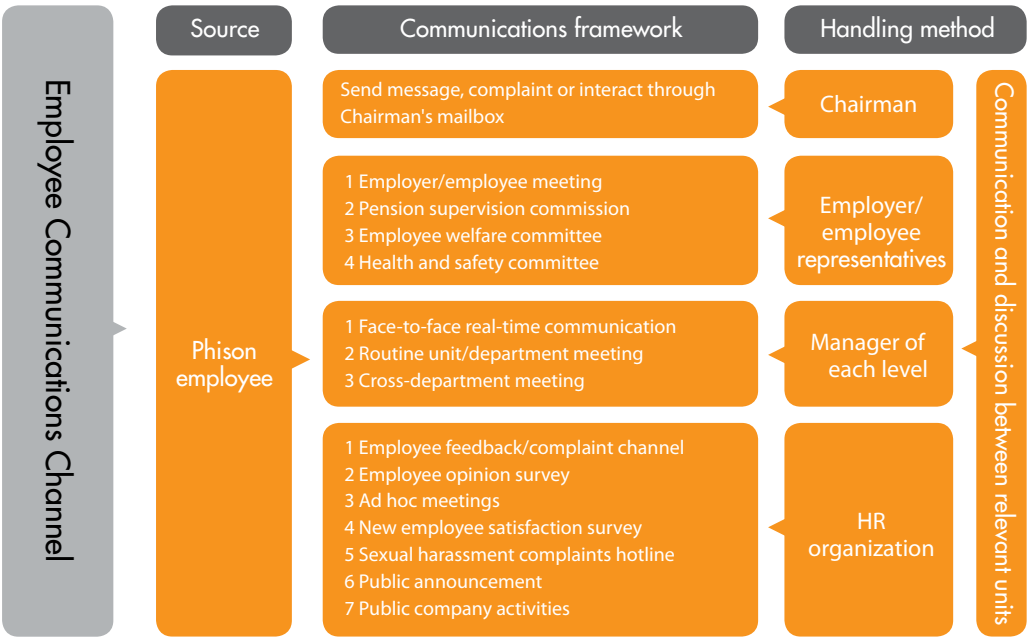 Employee Communications Channel
Source
Communications framework
Handling method
Phison
employee
Send message, complaint or interact through
Chairman's mailbox
Chairman
1 Employer/employee meeting
2 Pension supervision commission
3 Employee welfare committee
4 Health and safety committee
Employer/
employee
representatives
1 Face-to-face real-time communication
2 Routine unit/department meeting
3 Cross-department meeting
Manager of
each level
1 Employee feedback/complaint channel
2 Employee opinion survey
3 Ad hoc meetings
4 New employee satisfaction survey
5 Sexual harassment complaints hotline
6 Public announcement
7 Public company activities
HR
organization
Communication and discussion between relevant units